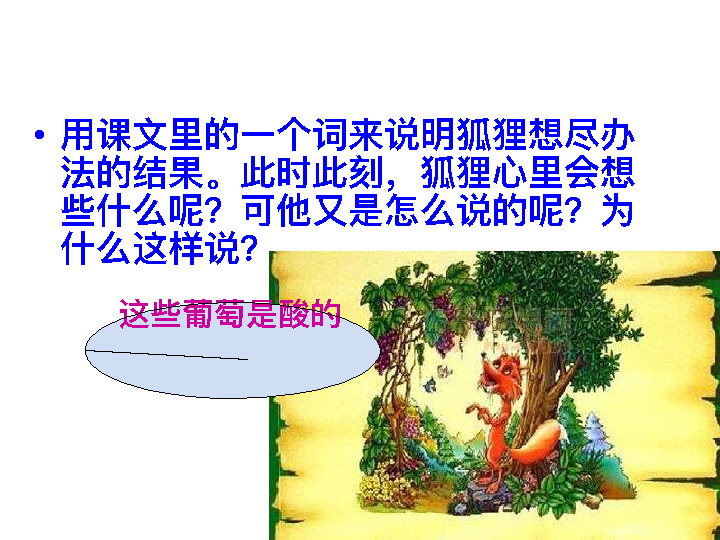 • 用课文里的一个词来说明狐狸想尽办
法的结果。此时此刻，狐狸心里会想
些什么呢？可他又是怎么说的呢？为
什么这样说？
这些葡萄是酸的